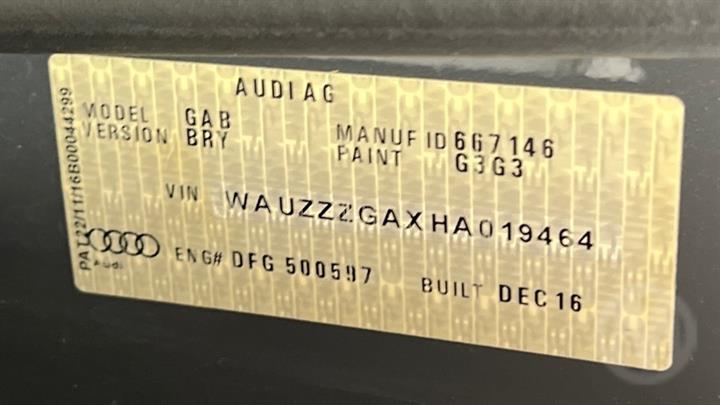 AUDI AG
MODEL GAB
VERSION BRY
MANUF ID 667146
PAINT G3G3
VIN WAUZZZGAXHA019464
Audi
ENG# DFG 500597
BUILT DEC 16
PAT22/11/16B00044299